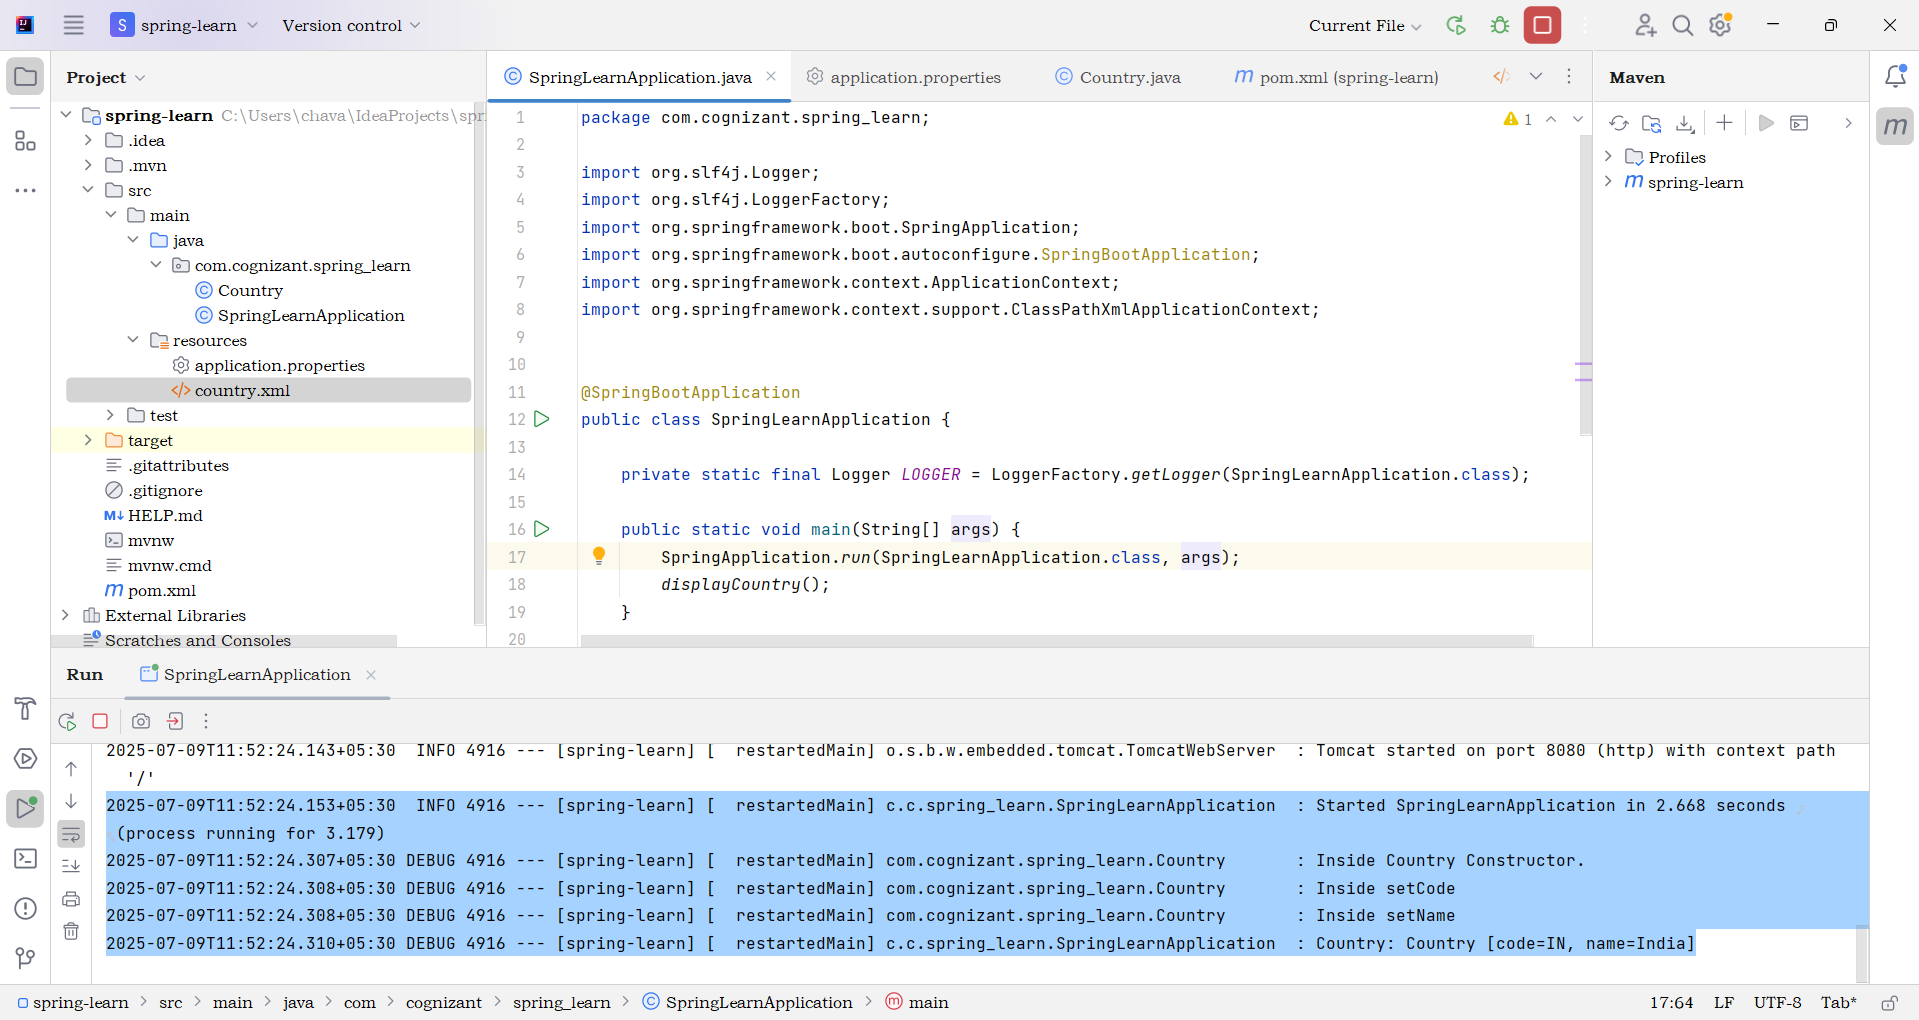 S spring-learn Version control Current File
Project
SpringLearnApplication.java application.properties Country.java pom.xml (spring-learn) Maven
spring-learn C:\Users\chava\IdeaProjects\spr
.idea
.mvn
src
main
java
com.cognizant.spring_learn
Country
SpringLearnApplication
resources
application.properties
country.xml
test
target
.gitattributes
.gitignore
HELP.md
mvnw
mvnw.cmd
pom.xml
External Libraries
Scratches and Consoles
1 package com.cognizant.spring_learn;
2
3 import org.slf4j.Logger;
4 import org.slf4j.LoggerFactory;
5 import org.springframework.boot.SpringApplication;
6 import org.springframework.boot.autoconfigure.SpringBootApplication;
7 import org.springframework.context.ApplicationContext;
8 import org.springframework.context.support.ClassPathXmlApplicationContext;
9
10
11 @SpringBootApplication
12 public class SpringLearnApplication {
13
14 private static final Logger LOGGER = LoggerFactory.getLogger(SpringLearnApplication.class);
15
16 public static void main(String[] args) {
17 SpringApplication.run(SpringLearnApplication.class, args);
18 displayCountry();
19 }
20
1
Profiles
spring-learn
Run SpringLearnApplication
2025-07-09T11:52:24.143+05:30  INFO 4916 --- [spring-learn] [  restartedMain] o.s.b.w.embedded.tomcat.TomcatWebServer  : Tomcat started on port 8080 (http) with context path
'/'
2025-07-09T11:52:24.153+05:30  INFO 4916 --- [spring-learn] [  restartedMain] c.c.spring_learn.SpringLearnApplication  : Started SpringLearnApplication in 2.668 seconds
(process running for 3.179)
2025-07-09T11:52:24.307+05:30 DEBUG 4916 --- [spring-learn] [  restartedMain] com.cognizant.spring_learn.Country       : Inside Country Constructor.
2025-07-09T11:52:24.308+05:30 DEBUG 4916 --- [spring-learn] [  restartedMain] com.cognizant.spring_learn.Country       : Inside setCode
2025-07-09T11:52:24.308+05:30 DEBUG 4916 --- [spring-learn] [  restartedMain] com.cognizant.spring_learn.Country       : Inside setName
2025-07-09T11:52:24.310+05:30 DEBUG 4916 --- [spring-learn] [  restartedMain] c.c.spring_learn.SpringLearnApplication  : Country: Country [code=IN, name=India]
spring-learn > src > main > java > com > cognizant > spring_learn > SpringLearnApplication > main 17:64 LF UTF-8 Tab*